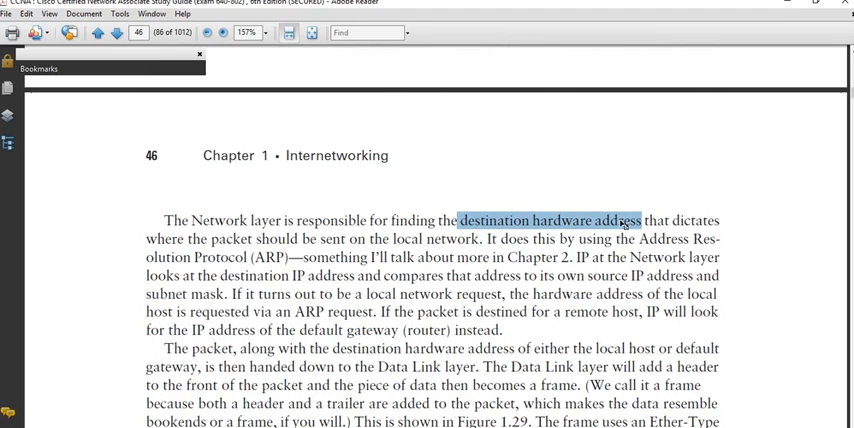 CCNA : Cisco Certified Network Associate Study Guide (Exam 640-802) , 6th Edition (SECURED) - Adobe Reader
File Edit View Document Tools Window Help
46 (86 of 1012) 157% Find
Bookmarks
46 Chapter 1 • Internetworking
The Network layer is responsible for finding the destination hardware address that dictates
where the packet should be sent on the local network. It does this by using the Address Res-
olution Protocol (ARP)—something I'll talk about more in Chapter 2. IP at the Network layer
looks at the destination IP address and compares that address to its own source IP address and
subnet mask. If it turns out to be a local network request, the hardware address of the local
host is requested via an ARP request. If the packet is destined for a remote host, IP will look
for the IP address of the default gateway (router) instead.
The packet, along with the destination hardware address of either the local host or default
gateway, is then handed down to the Data Link layer. The Data Link layer will add a header
to the front of the packet and the piece of data then becomes a frame. (We call it a frame
because both a header and a trailer are added to the packet, which makes the data resemble
bookends or a frame, if you will.) This is shown in Figure 1.29. The frame uses an Ether-Type